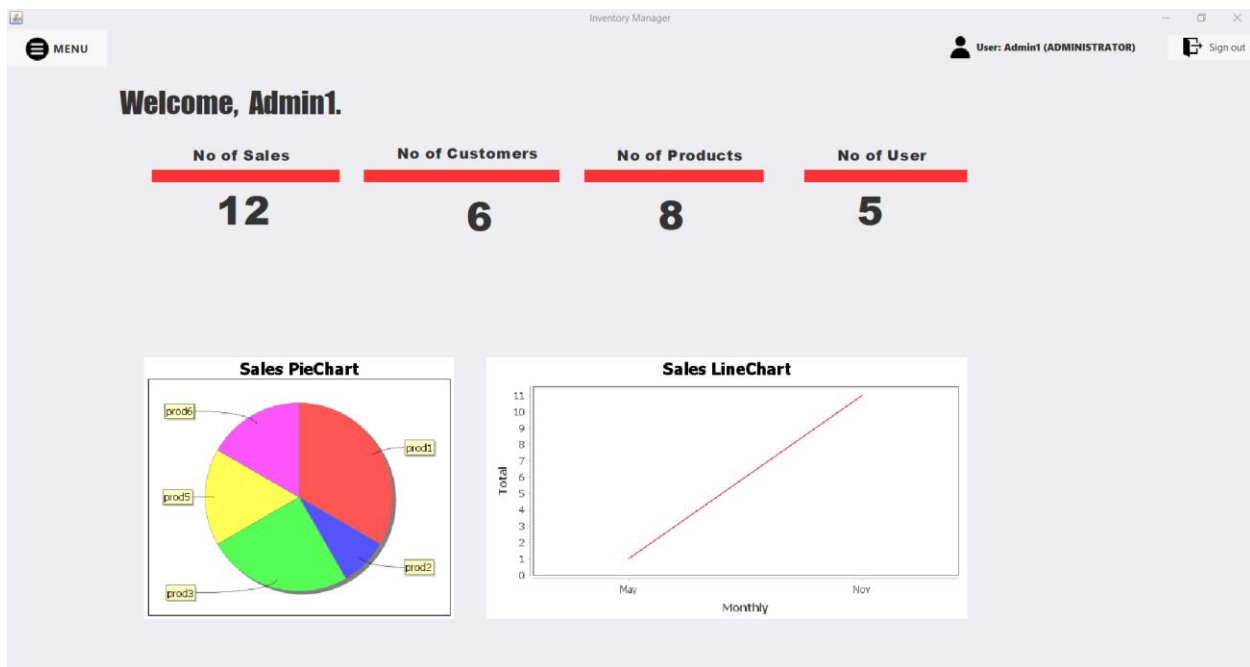 Inventory Manager
MENU
User: Admin1 (ADMINISTRATOR)
Sign out
Welcome, Admin1.
No of Sales
No of Customers
No of Products
No of User
12
6
8
5
Sales PieChart
prod6
prod1
prod5
prod2
prod3
Sales LineChart
11
10
9
8
7
6
5
4
3
2
1
0
Total
May
Nov
Monthly